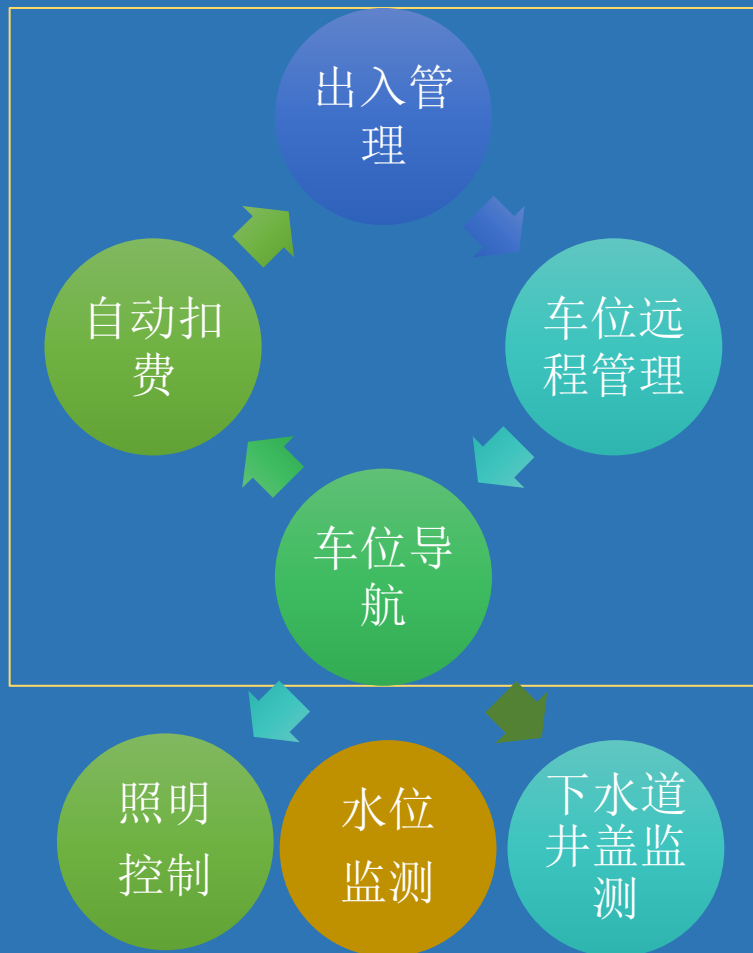 出入管
理
自动扣
费
车位远
程管理
车位导
航
照明
控制
水位
监测
下水道
井盖监
测